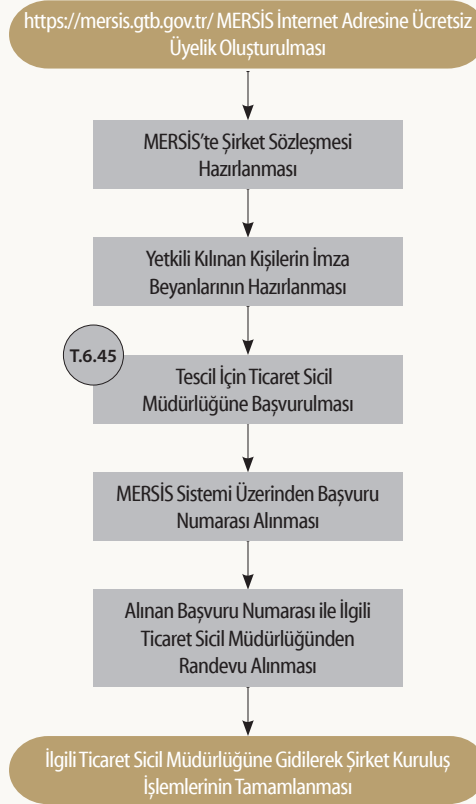 https://mersis.gtb.gov.tr/ MERSİS İnternet Adresine Ücretsiz
Üyelik Oluşturulması
MERSİS’te Şirket Sözleşmesi
Hazırlanması
Yetkili Kılınan Kişilerin İmza
Beyanlarının Hazırlanması
T.6.45
Tescil İçin Ticaret Sicil
Müdürlüğüne Başvurulması
MERSİS Sistemi Üzerinden Başvuru
Numarası Alınması
Alınan Başvuru Numarası ile İlgili
Ticaret Sicil Müdürlüğünden
Randevu Alınması
İlgili Ticaret Sicil Müdürlüğüne Gidilerek Şirket Kuruluş
İşlemlerinin Tamamlanması